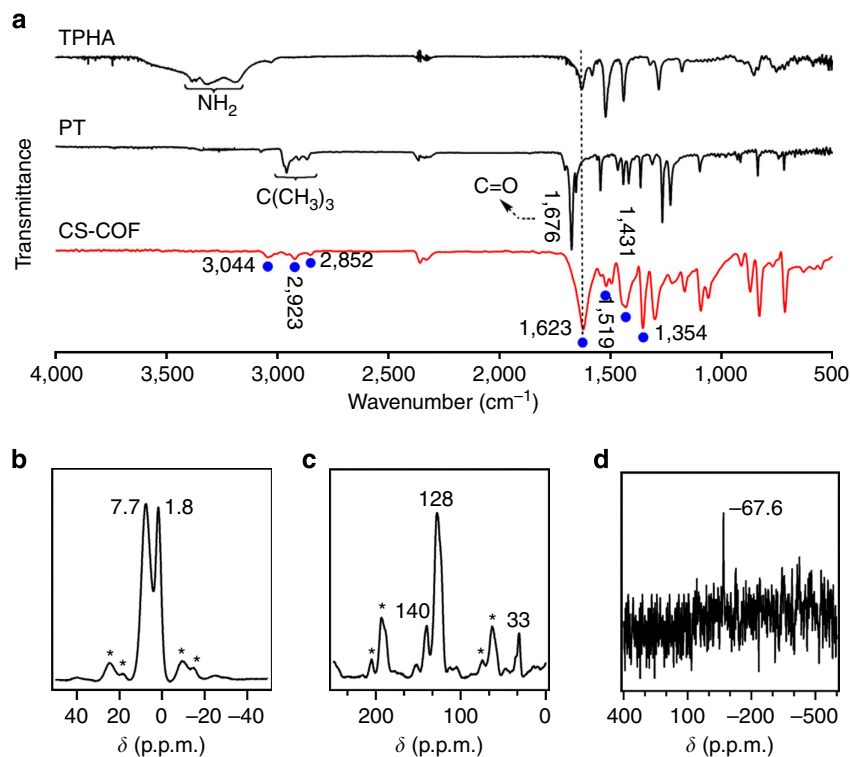 a
TPHA
NH2
PT
C(CH3)3
C=O
1,676
1,431
CS-COF
3,044
2,923
2,852
1,623
1,519
1,354
Transmittance
4,000 3,500 3,000 2,500 2,000 1,500 1,000 500
Wavenumber (cm−1)
b
7.7 1.8
* * * *
40 20 0 −20 −40
δ (p.p.m.)
c
128
140
33
* * * *
200 100 0
δ (p.p.m.)
d
−67.6
400 100 −200 −500
δ (p.p.m.)